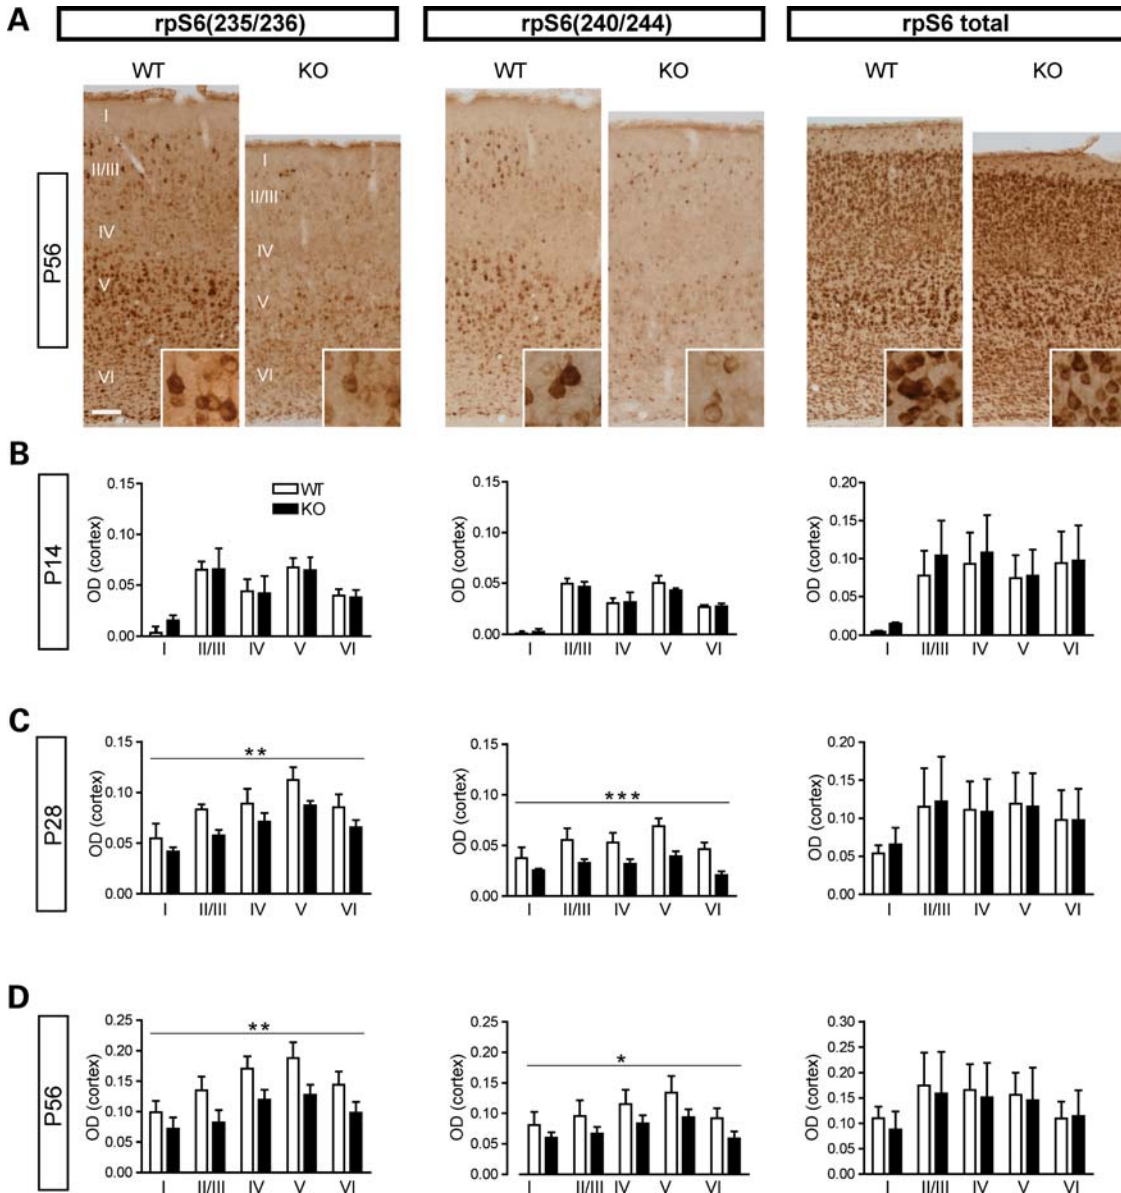 A
rpS6(235/236) rpS6(240/244) rpS6 total
WT KO WT KO WT KO
P56
I
II/III
IV
V
VI
I
II/III
IV
V
VI
B
P14
OD (cortex)
0.15
0.10
0.05
0.00
WT
KO
I II/III IV V VI
OD (cortex)
0.15
0.10
0.05
0.00
I II/III IV V VI
OD (cortex)
0.20
0.15
0.10
0.05
0.00
I II/III IV V VI
C
P28
OD (cortex)
0.15
0.10
0.05
0.00
**
I II/III IV V VI
OD (cortex)
0.15
0.10
0.05
0.00
***
I II/III IV V VI
OD (cortex)
0.20
0.15
0.10
0.05
0.00
I II/III IV V VI
D
P56
OD (cortex)
0.25
0.20
0.15
0.10
0.05
0.00
**
I II/III IV V VI
OD (cortex)
0.25
0.20
0.15
0.10
0.05
0.00
*
I II/III IV V VI
OD (cortex)
0.30
0.25
0.20
0.15
0.10
0.05
0.00
I II/III IV V VI